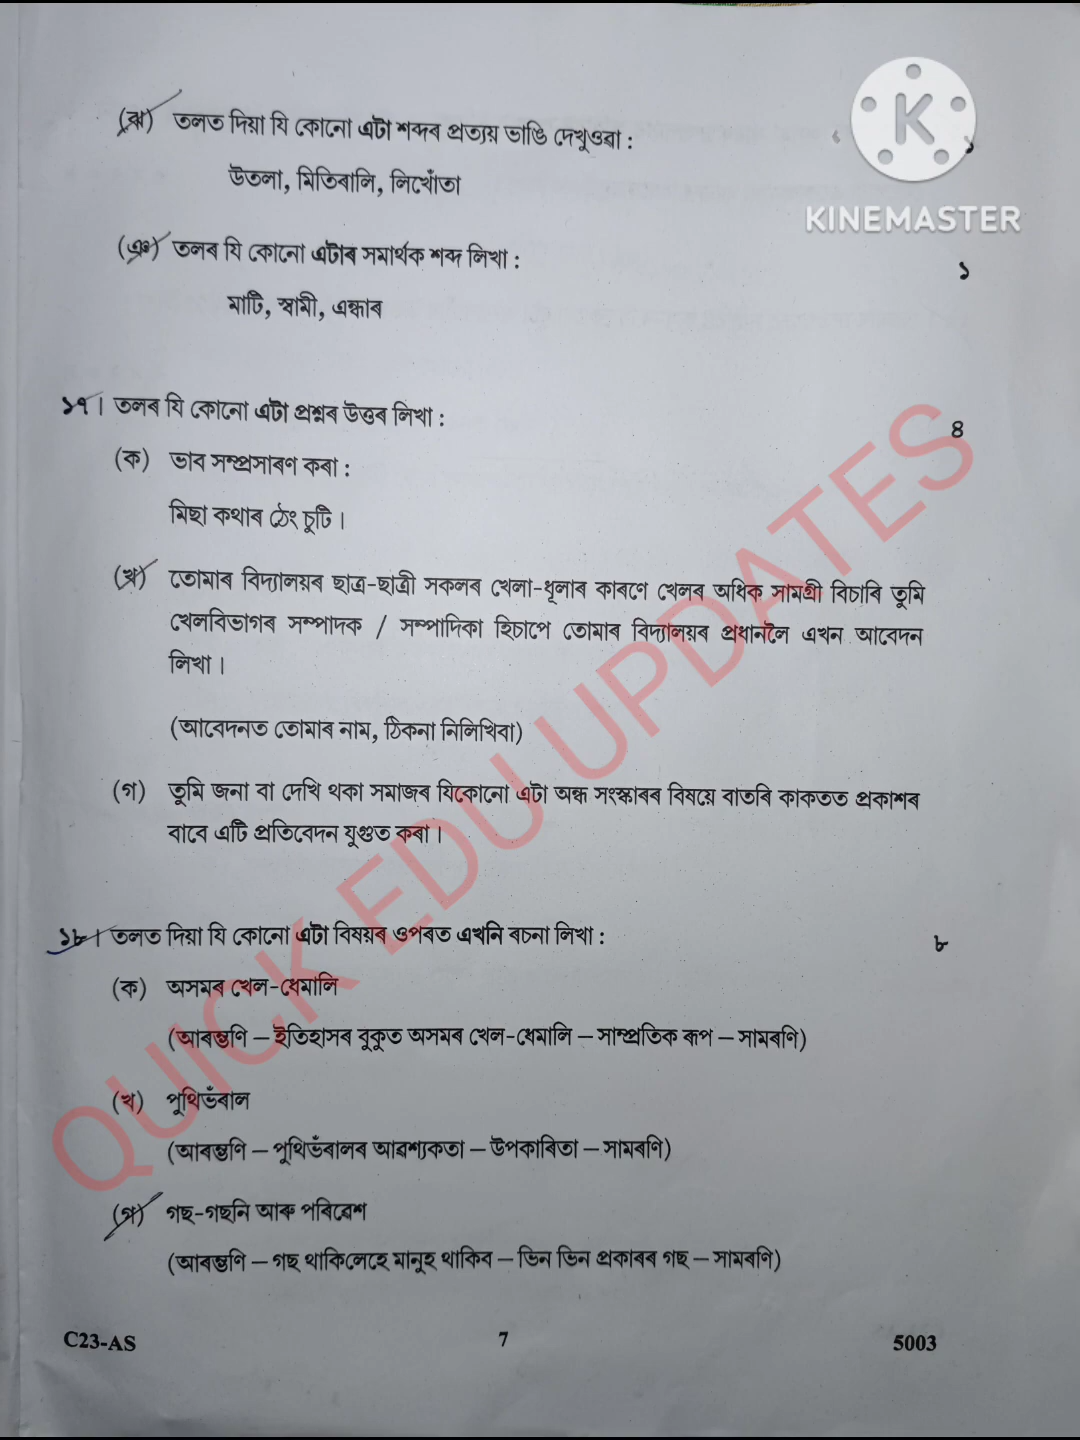 (ঝ) তলত দিয়া যি কোনো এটা শব্দৰ প্ৰত্যয় ভাঙি দেখুওৱা : ১
উতলা, মিতিৰালি, লিখোঁতা
KINEMASTER
(ঞ) তলৰ যি কোনো এটাৰ সমাৰ্থক শব্দ লিখা : ১
মাটি, স্বামী, এন্ধাৰ
১৭। তলৰ যি কোনো এটা প্ৰশ্নৰ উত্তৰ লিখা : ৪
(ক) ভাব সম্প্ৰসাৰণ কৰা :
মিছা কথাৰ ঠেং চুটি।
(খ) তোমাৰ বিদ্যালয়ৰ ছাত্ৰ-ছাত্ৰী সকলৰ খেলা-ধূলাৰ কাৰণে খেলৰ অধিক সামগ্ৰী বিচাৰি তুমি
খেলবিভাগৰ সম্পাদক / সম্পাদিকা হিচাপে তোমাৰ বিদ্যালয়ৰ প্ৰধানলৈ এখন আবেদন
লিখা।
(আবেদনত তোমাৰ নাম, ঠিকনা নিলিখিবা)
(গ) তুমি জনা বা দেখি থকা সমাজৰ যিকোনো এটা অন্ধ সংস্কাৰৰ বিষয়ে বাতৰি কাকতত প্ৰকাশৰ
বাবে এটি প্ৰতিবেদন যুগুত কৰা।
১৮। তলত দিয়া যি কোনো এটা বিষয়ৰ ওপৰত এখনি ৰচনা লিখা : ৮
(ক) অসমৰ খেল-ধেমালি
(আৰম্ভণি – ইতিহাসৰ বুকুত অসমৰ খেল-ধেমালি – সাম্প্ৰতিক ৰূপ – সামৰণি)
(খ) পুথিভঁৰাল
(আৰম্ভণি – পুথিভঁৰালৰ আৱশ্যকতা – উপকাৰিতা – সামৰণি)
(গ) গছ-গছনি আৰু পৰিৱেশ
(আৰম্ভণি – গছ থাকিলেহে মানুহ থাকিব – ভিন ভিন প্ৰকাৰৰ গছ – সামৰণি)
QUICK EDU UPDATES
C23-AS 7 5003